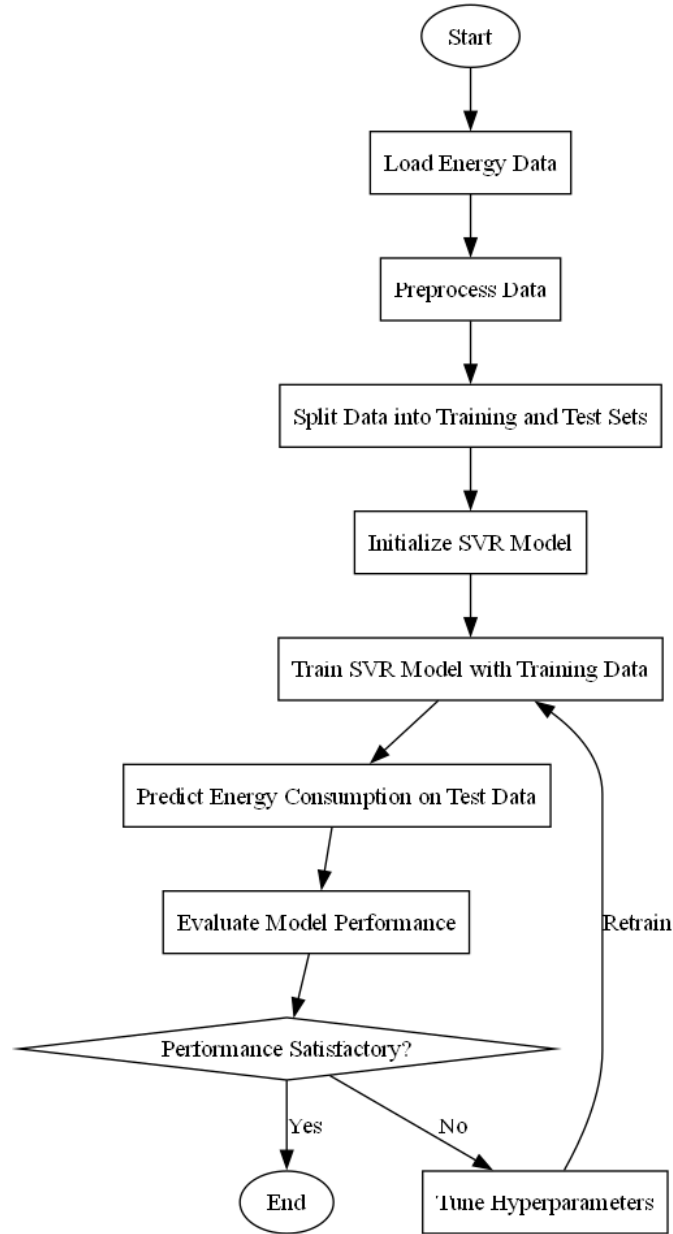 Start
Load Energy Data
Preprocess Data
Split Data into Training and Test Sets
Initialize SVR Model
Train SVR Model with Training Data
Predict Energy Consumption on Test Data
Evaluate Model Performance
Retrain
Performance Satisfactory?
Yes
No
End
Tune Hyperparameters